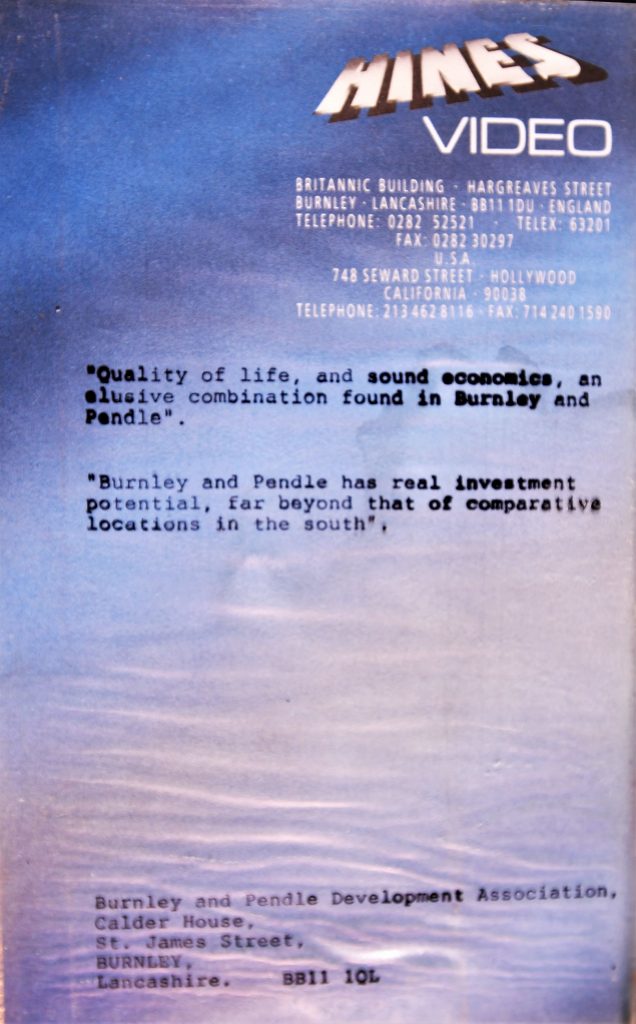 HINES
VIDEO
BRITANNIC BUILDING · HARGREAVES STREET
BURNLEY · LANCASHIRE · BB11 1DU · ENGLAND
TELEPHONE: 0282 52521 · TELEX: 63201
FAX: 0282 30297
U.S.A.
748 SEWARD STREET · HOLLYWOOD
CALIFORNIA · 90038
TELEPHONE: 213 462 8116 · FAX: 714 240 1590
"Quality of life, and sound economics, an
elusive combination found in Burnley and
Pendle".
"Burnley and Pendle has real investment
potential, far beyond that of comparative
locations in the south".
Burnley and Pendle Development Association,
Calder House,
St. James Street,
BURNLEY,
Lancashire. BB11 1QL